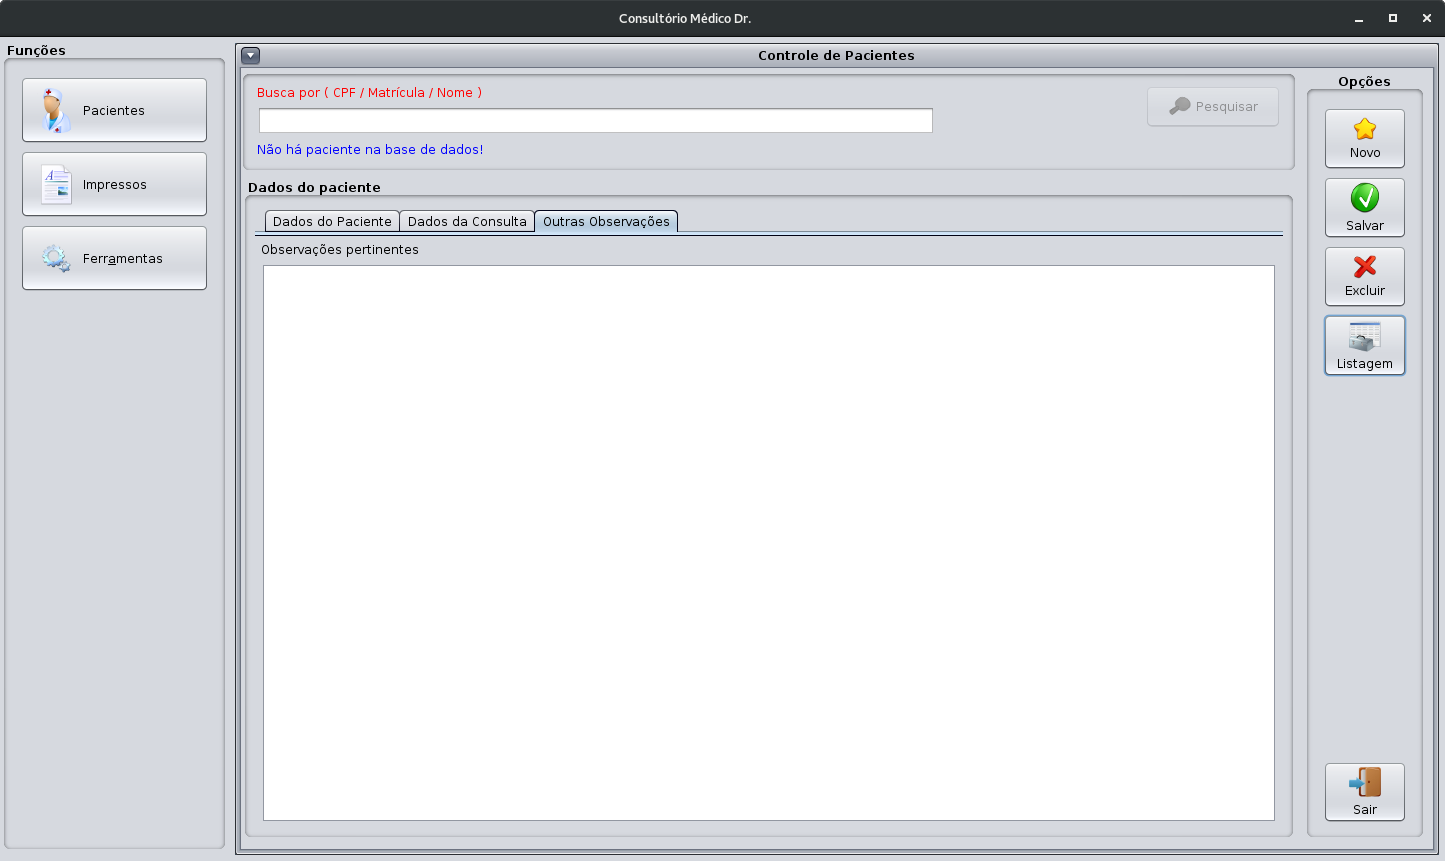 Consultório Médico Dr.
Funções
Pacientes
Impressos
Ferramentas
Controle de Pacientes
Busca por ( CPF / Matrícula / Nome )
Pesquisar
Não há paciente na base de dados!
Dados do paciente
Dados do Paciente
Dados da Consulta
Outras Observações
Observações pertinentes
Opções
Novo
Salvar
Excluir
Listagem
Sair